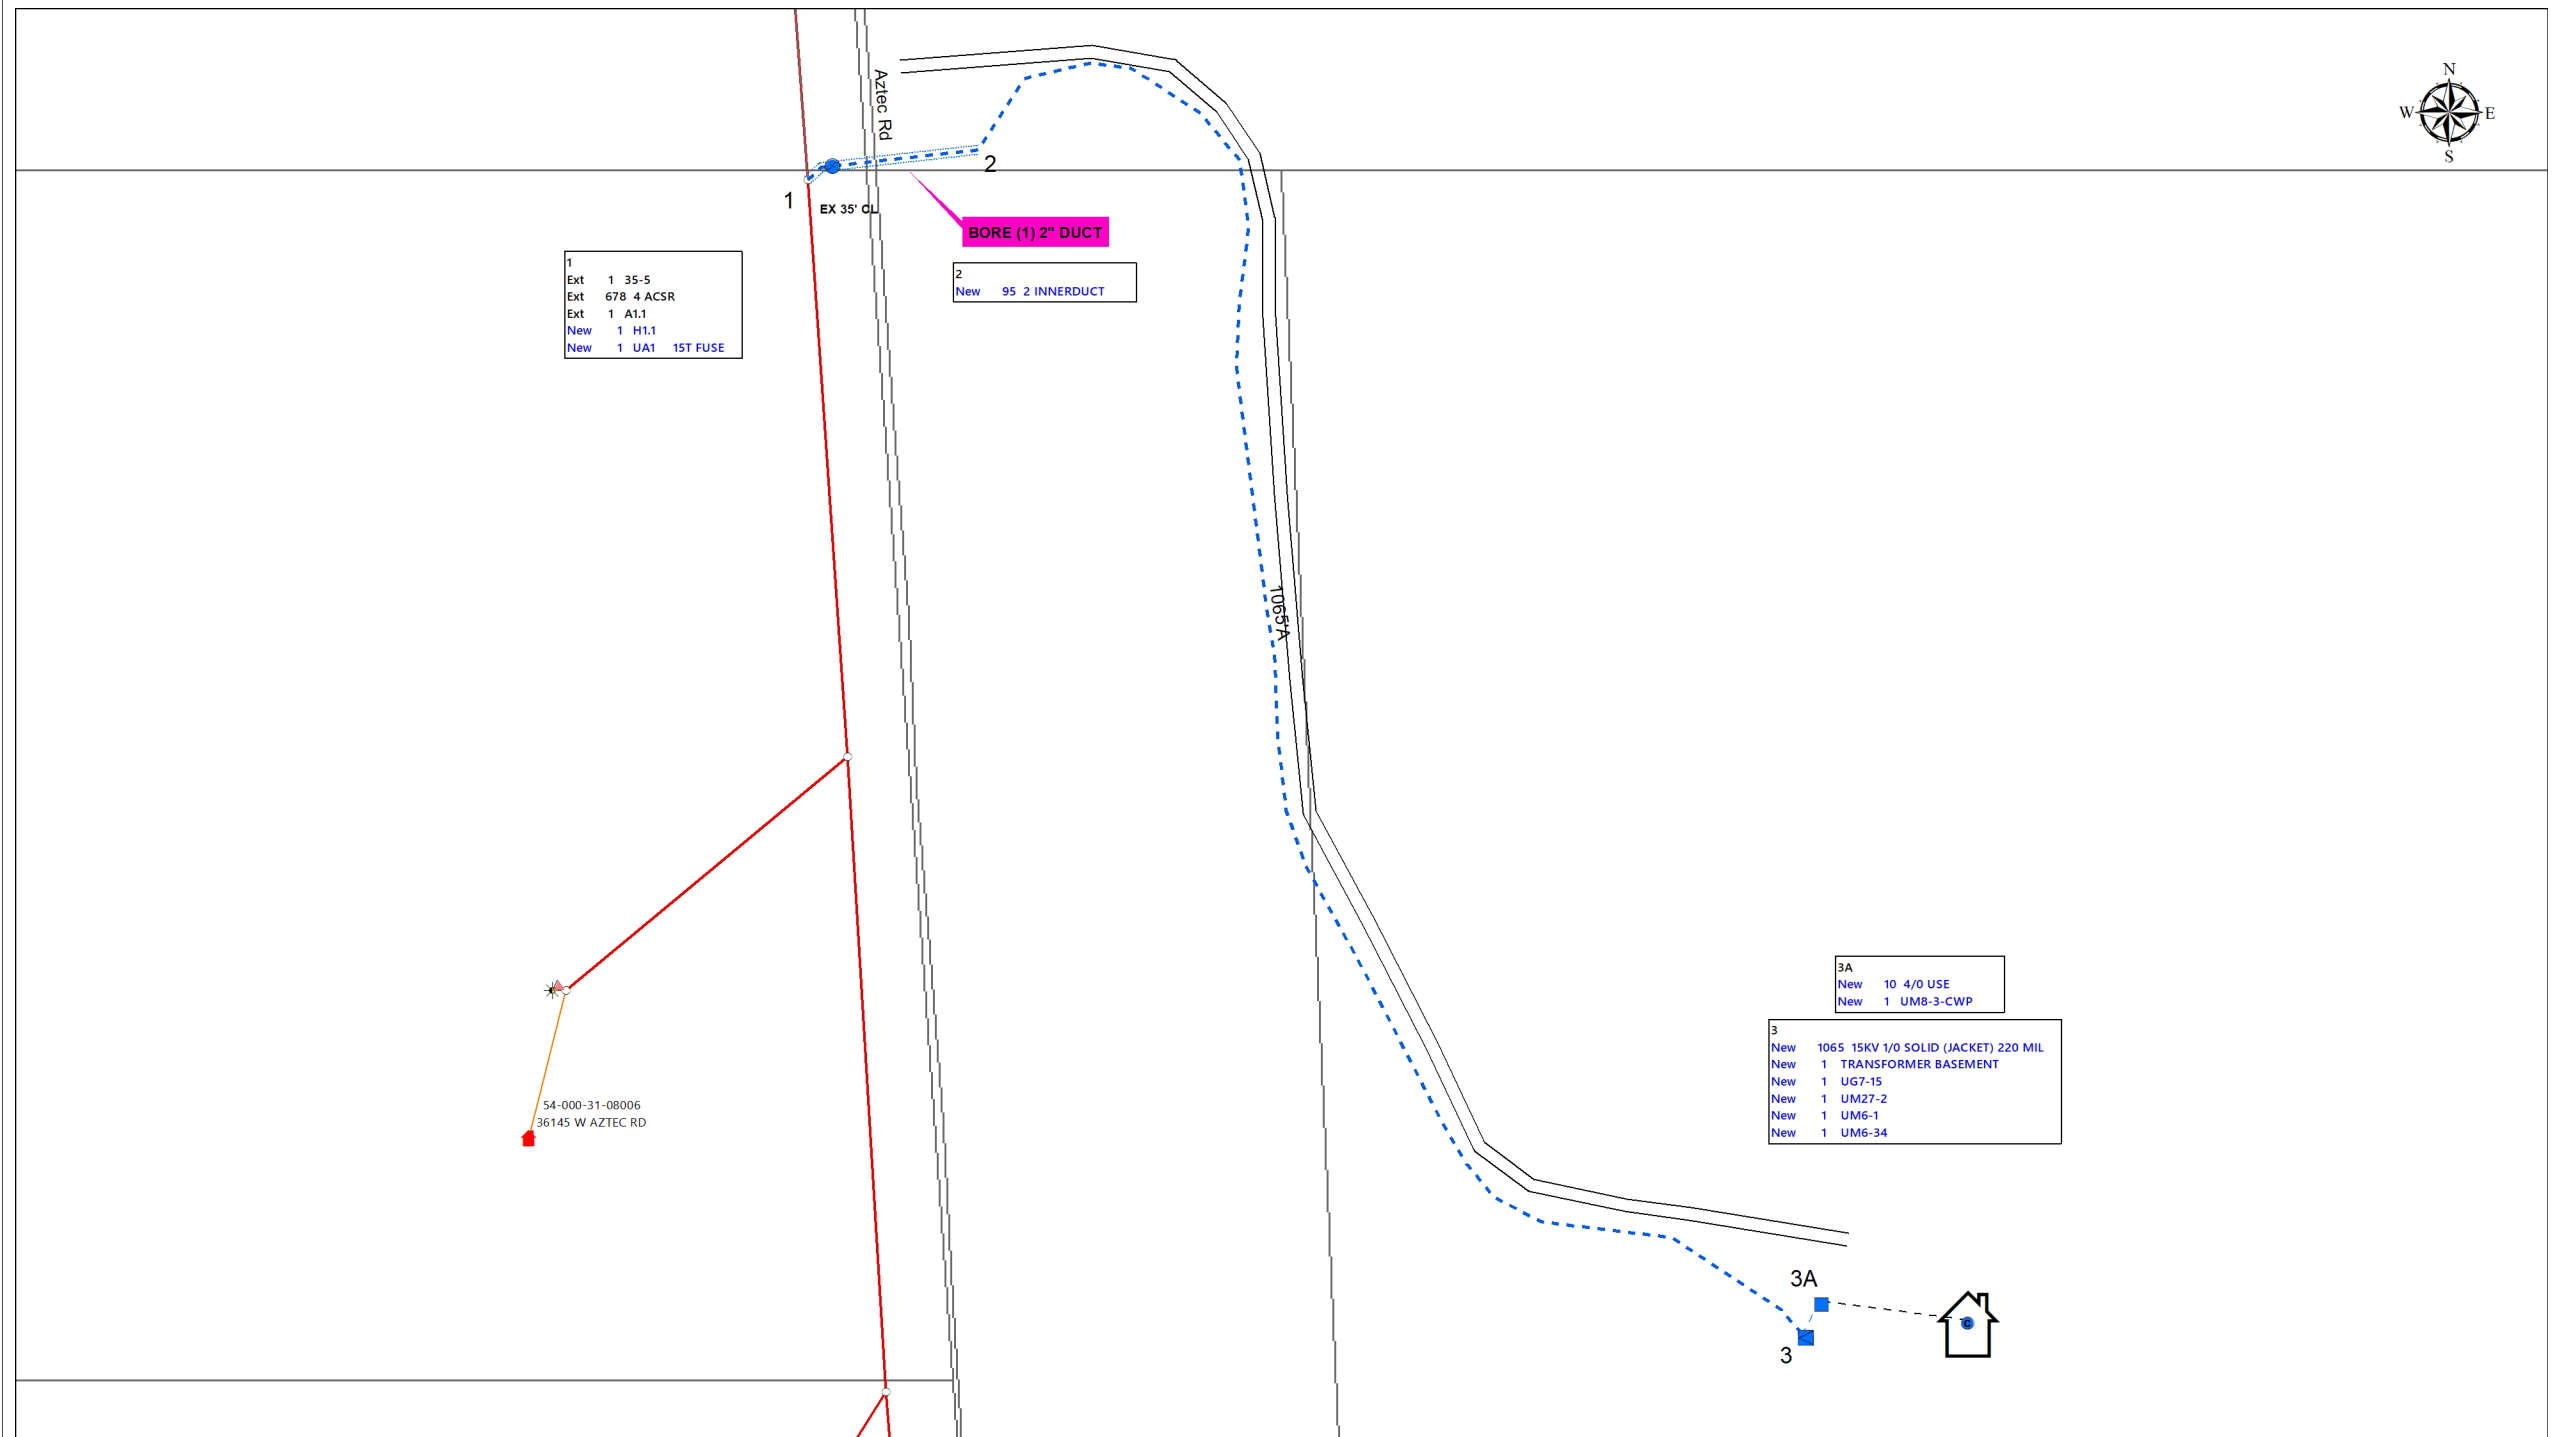 N
W E
S
Aztec Rd
2
1
EX 35' CL
BORE (1) 2" DUCT
1
Ext 1 35-5
Ext 678 4 ACSR
Ext 1 A1.1
New 1 H1.1
New 1 UA1 15T FUSE
2
New 95 2 INNERDUCT
1065'A
3A
New 10 4/0 USE
New 1 UM8-3-CWP
3
New 1065 15KV 1/0 SOLID (JACKET) 220 MIL
New 1 TRANSFORMER BASEMENT
New 1 UG7-15
New 1 UM27-2
New 1 UM6-1
New 1 UM6-34
54-000-31-08006
36145 W AZTEC RD
3A
C
3